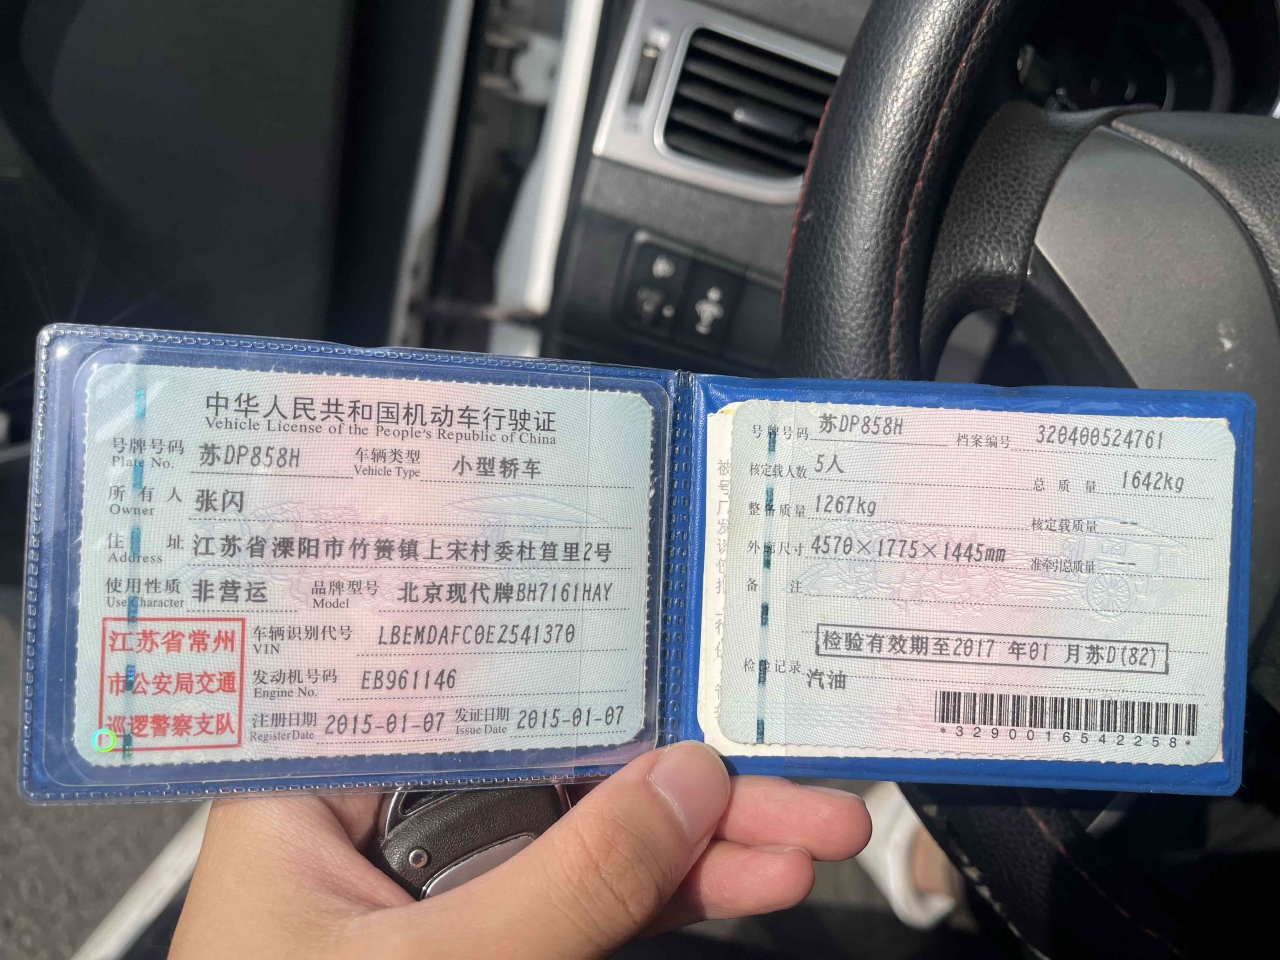 中华人民共和国机动车行驶证
Vehicle License of the People's Republic of China
号牌号码 苏DP858H 车辆类型 小型轿车
Plate No. Vehicle Type
所有人 张闪
Owner
住址 江苏省溧阳市竹箦镇上宋村委杜笪里2号
Address
使用性质 非营运 品牌型号 北京现代牌BH7161HAY
Use Character Model
江苏省常州
市公安局交通
巡逻警察支队
车辆识别代号 LBEMDAFC0EZ541370
VIN
发动机号码 EB961146
Engine No.
注册日期 2015-01-07 发证日期 2015-01-07
Register Date Issue Date
号牌号码 苏DP858H 档案编号 320400524761
核定载人数 5人 总质量 1642kg
整备质量 1267kg 核定载质量 --
外廓尺寸 4570×1775×1445mm 准牵引总质量 --
备注
检验有效期至2017 年01 月苏D(82)
检验记录 汽油
*3290016542258*